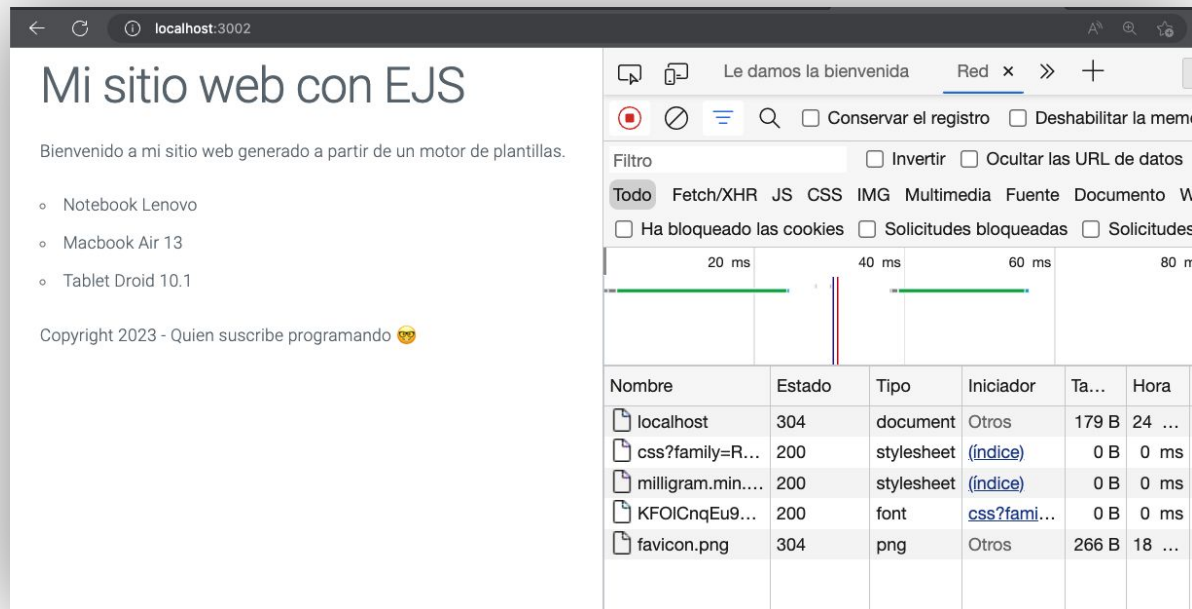 localhost:3002
Mi sitio web con EJS
Bienvenido a mi sitio web generado a partir de un motor de plantillas.
Notebook Lenovo
Macbook Air 13
Tablet Droid 10.1
Copyright 2023 - Quien suscribe programando 🤓
Le damos la bienvenida Red
Conservar el registro Deshabilitar la memo
Filtro Invertir Ocultar las URL de datos
Todo Fetch/XHR JS CSS IMG Multimedia Fuente Documento W
Ha bloqueado las cookies Solicitudes bloqueadas Solicitudes
20 ms 40 ms 60 ms 80 m
Nombre Estado Tipo Iniciador Ta... Hora
localhost 304 document Otros 179 B 24 ...
css?family=R... 200 stylesheet (índice) 0 B 0 ms
milligram.min.... 200 stylesheet (índice) 0 B 0 ms
KFOlCnqEu9... 200 font css?fami... 0 B 0 ms
favicon.png 304 png Otros 266 B 18 ...